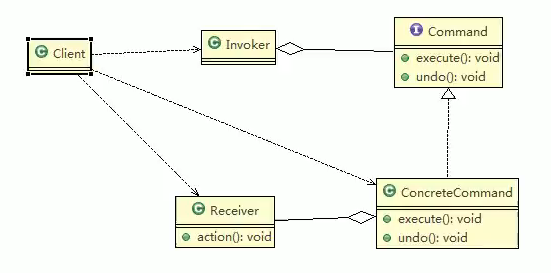 C Client
C Invoker
I Command
execute(): void
undo(): void
C Receiver
action(): void
C ConcreteCommand
execute(): void
undo(): void